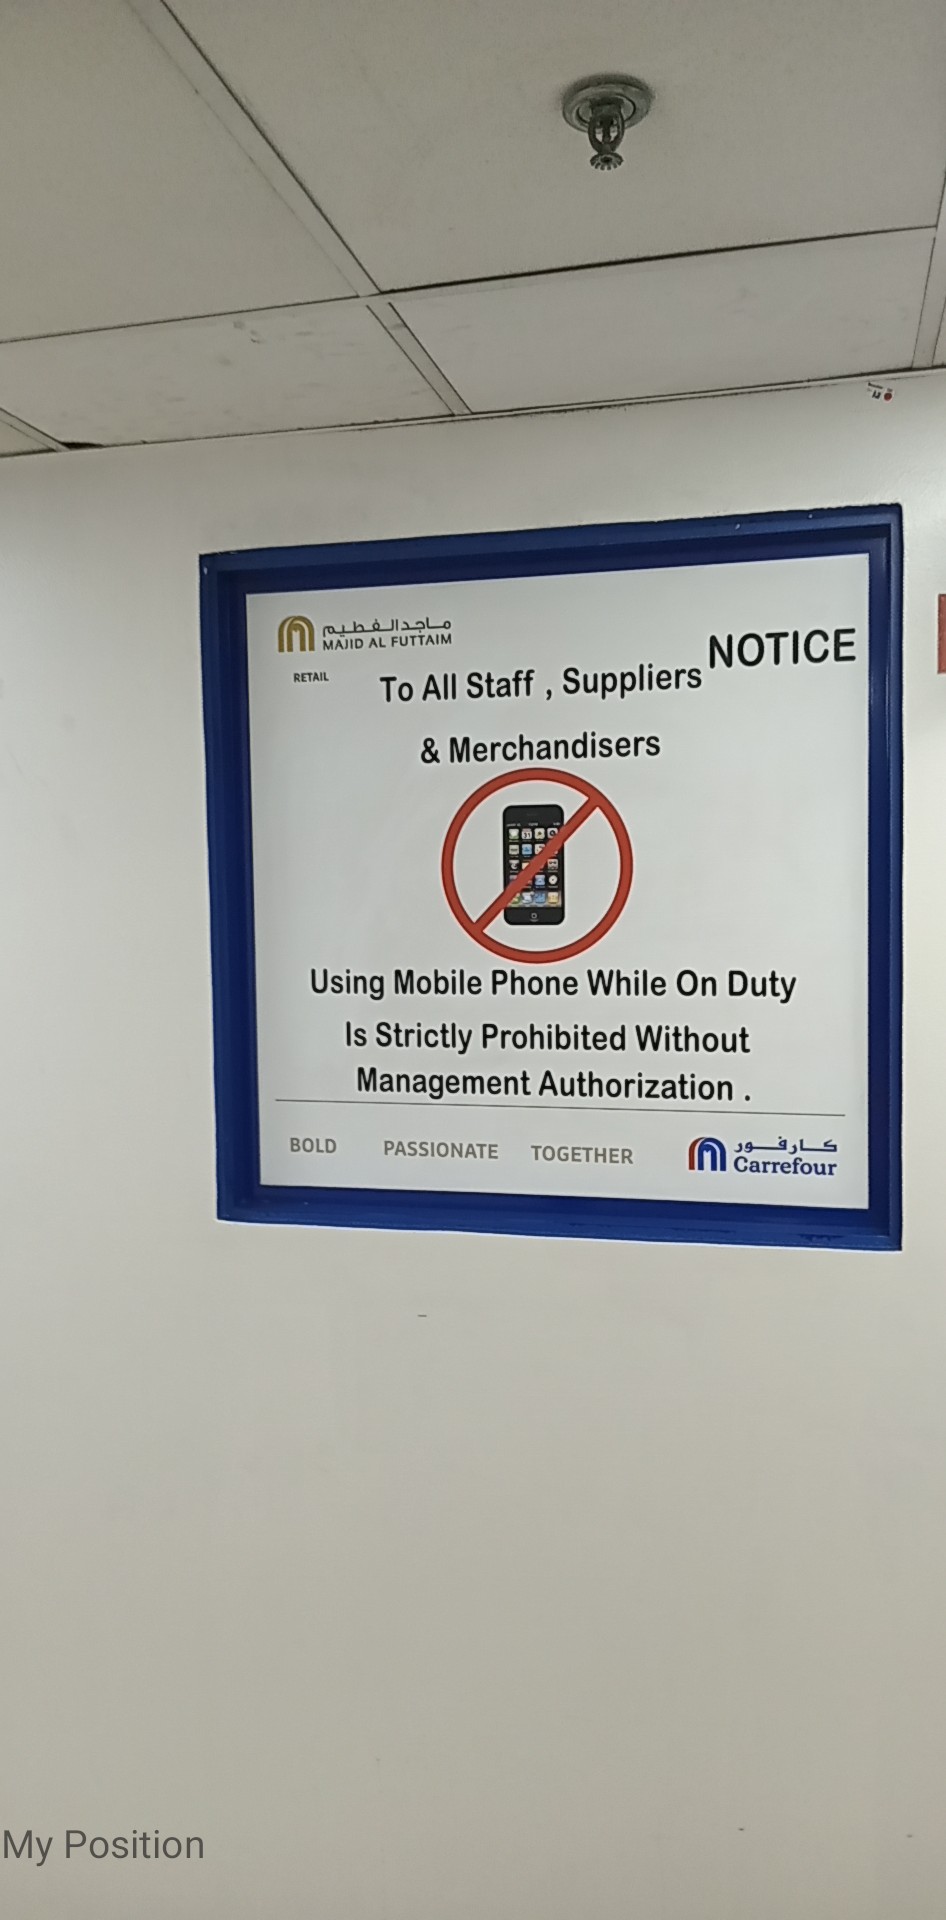 ماجد الفطيم
MAJID AL FUTTAIM
RETAIL
NOTICE
To All Staff , Suppliers
& Merchandisers
Using Mobile Phone While On Duty
Is Strictly Prohibited Without
Management Authorization .
BOLD PASSIONATE TOGETHER
كارفور
Carrefour
My Position